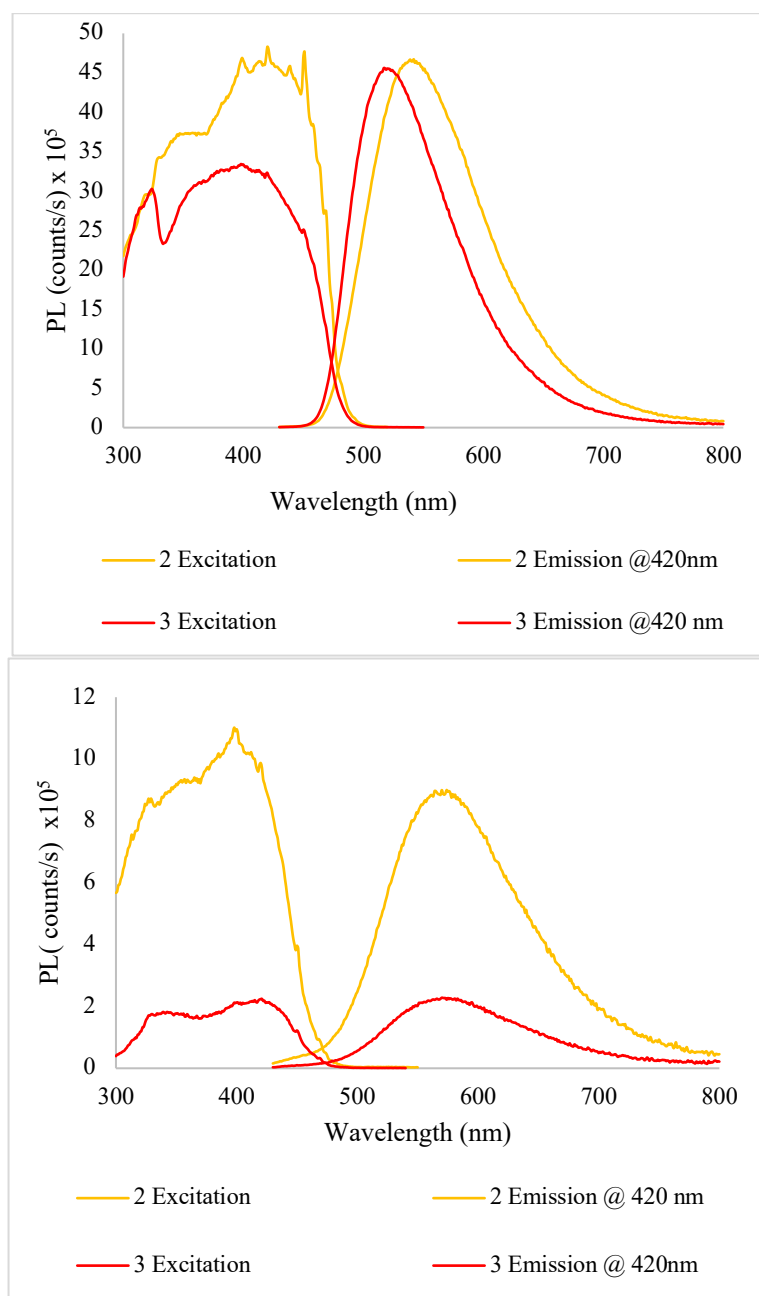 50
45
40
35
30
25
20
15
10
5
0
PL (counts/s) x 10⁵
300 400 500 600 700 800
Wavelength (nm)
2 Excitation 2 Emission @420nm
3 Excitation 3 Emission @420 nm
12
10
8
6
4
2
0
PL( counts/s) x10⁵
300 400 500 600 700 800
Wavelength (nm)
2 Excitation 2 Emission @ 420 nm
3 Excitation 3 Emission @ 420nm